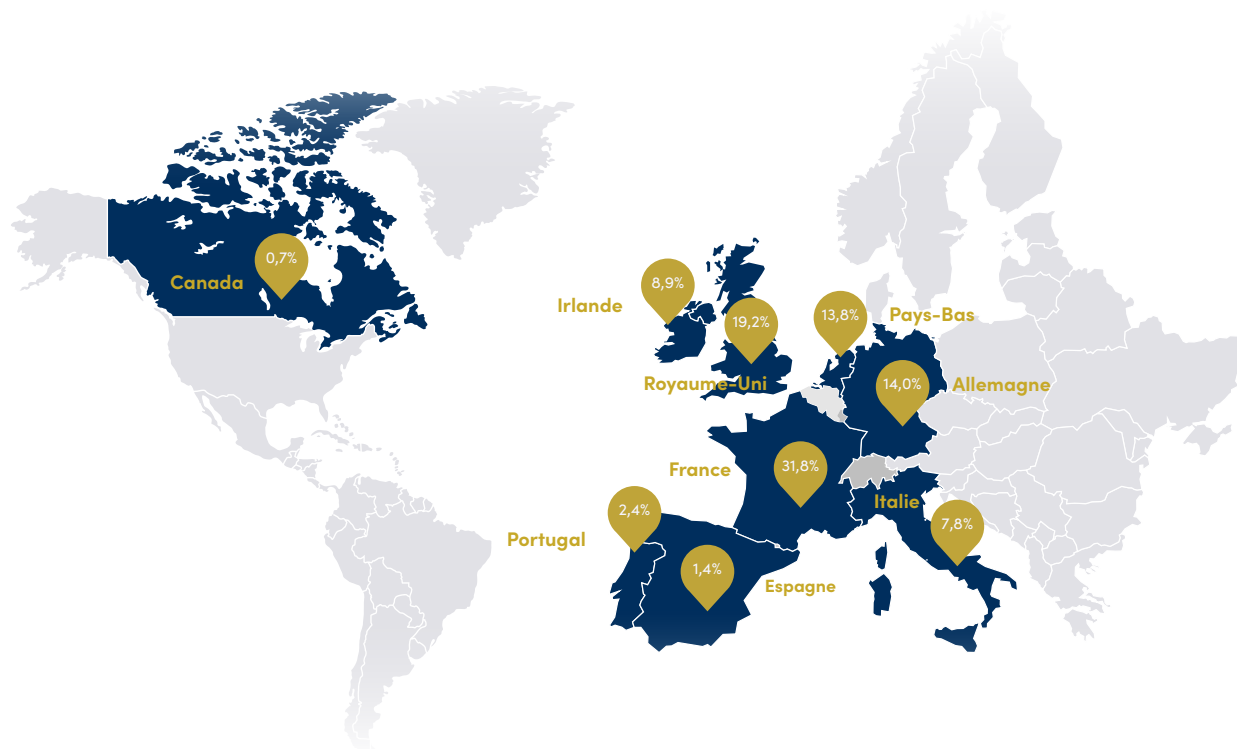 0,7%
Canada
8,9%
Irlande
19,2%
Royaume-Uni
13,8%
Pays-Bas
14,0%
Allemagne
31,8%
France
Italie
7,8%
2,4%
Portugal
1,4%
Espagne